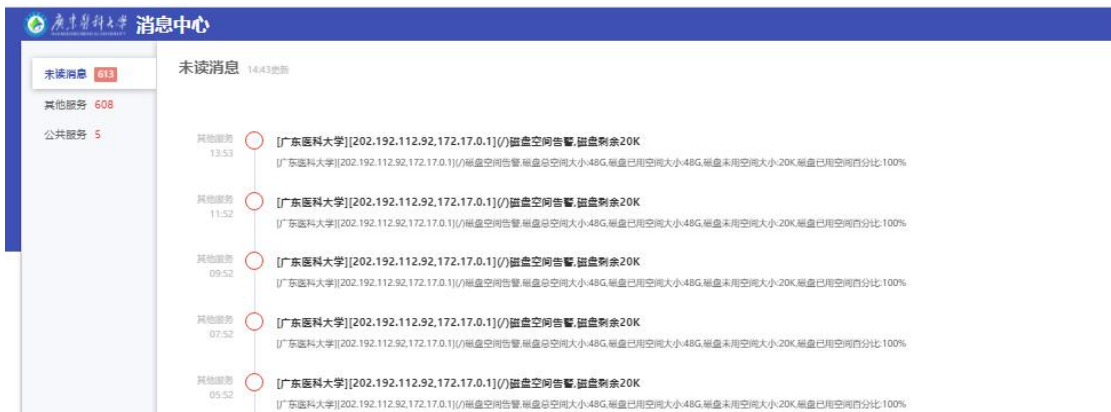 广东医科大学 消息中心
未读消息 613
其他服务 608
公共服务 5
未读消息 14:43更新
其他服务
13:53
[广东医科大学][202.192.112.92,172.17.0.1](/)磁盘空间告警,磁盘剩余20K
[广东医科大学][202.192.112.92,172.17.0.1](/)磁盘空间告警,磁盘总空间大小:48G,磁盘已用空间大小:48G,磁盘未用空间大小:20K,磁盘已用空间百分比:100%
其他服务
11:52
[广东医科大学][202.192.112.92,172.17.0.1](/)磁盘空间告警,磁盘剩余20K
[广东医科大学][202.192.112.92,172.17.0.1](/)磁盘空间告警,磁盘总空间大小:48G,磁盘已用空间大小:48G,磁盘未用空间大小:20K,磁盘已用空间百分比:100%
其他服务
09:52
[广东医科大学][202.192.112.92,172.17.0.1](/)磁盘空间告警,磁盘剩余20K
[广东医科大学][202.192.112.92,172.17.0.1](/)磁盘空间告警,磁盘总空间大小:48G,磁盘已用空间大小:48G,磁盘未用空间大小:20K,磁盘已用空间百分比:100%
其他服务
07:52
[广东医科大学][202.192.112.92,172.17.0.1](/)磁盘空间告警,磁盘剩余20K
[广东医科大学][202.192.112.92,172.17.0.1](/)磁盘空间告警,磁盘总空间大小:48G,磁盘已用空间大小:48G,磁盘未用空间大小:20K,磁盘已用空间百分比:100%
其他服务
05:52
[广东医科大学][202.192.112.92,172.17.0.1](/)磁盘空间告警,磁盘剩余20K
[广东医科大学][202.192.112.92,172.17.0.1](/)磁盘空间告警,磁盘总空间大小:48G,磁盘已用空间大小:48G,磁盘未用空间大小:20K,磁盘已用空间百分比:100%